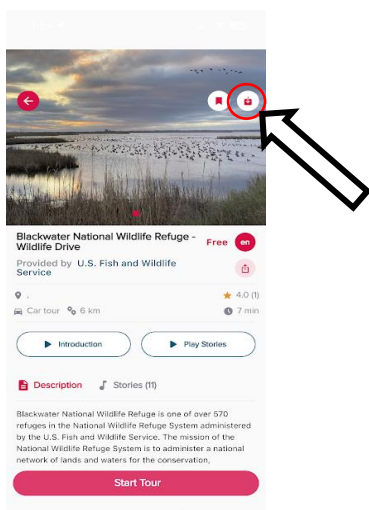 Blackwater National Wildlife Refuge -
Wildlife Drive
Free
en
Provided by U.S. Fish and Wildlife
Service
.
4.0 (1)
Car tour
6 km
7 min
Introduction
Play Stories
Description
Stories (11)
Blackwater National Wildlife Refuge is one of over 570
refuges in the National Wildlife Refuge System administered
by the U.S. Fish and Wildlife Service. The mission of the
National Wildlife Refuge System is to administer a national
network of lands and waters for the conservation,
Start Tour